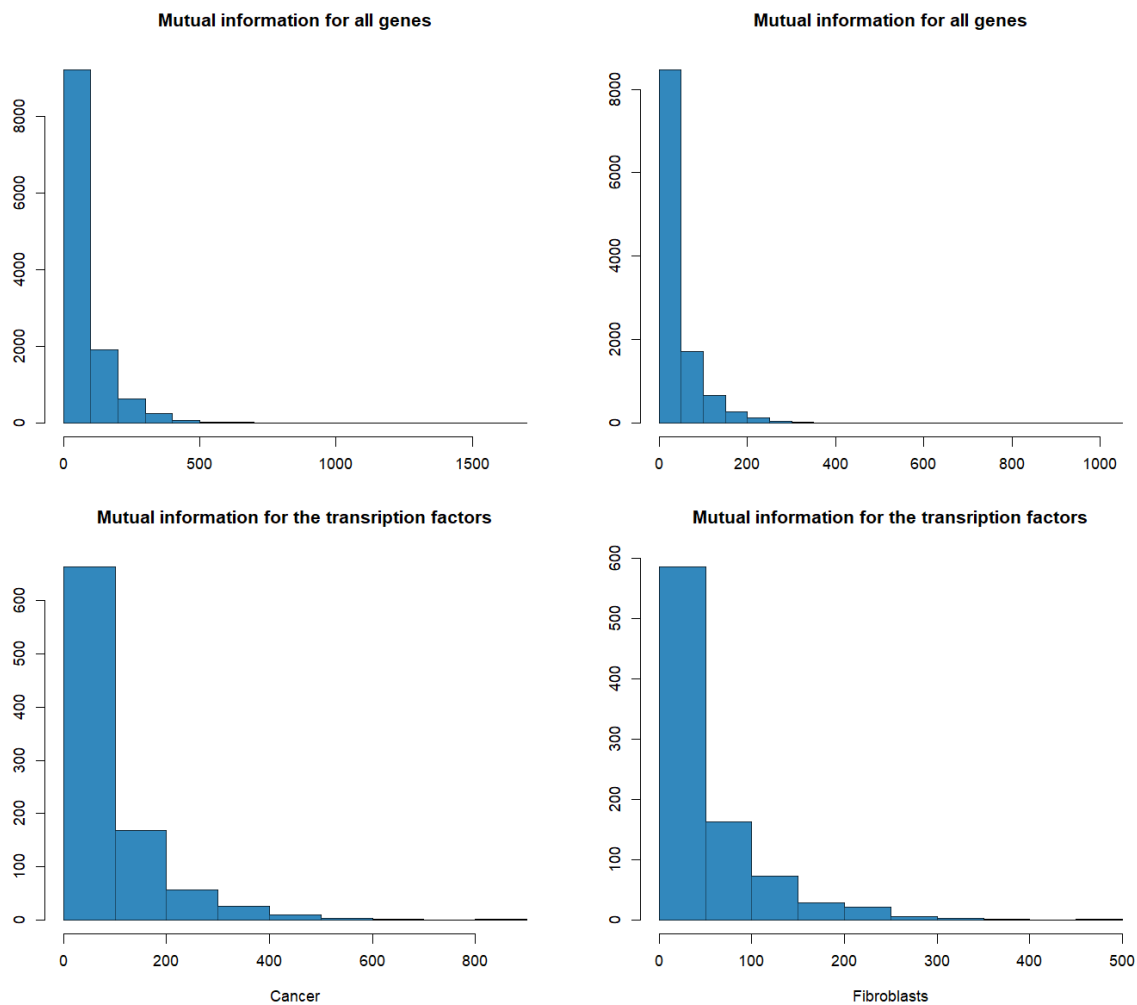 Mutual information for all genes
0 2000 4000 6000 8000
0 500 1000 1500
Mutual information for all genes
0 2000 4000 6000 8000
0 200 400 600 800 1000
Mutual information for the transription factors
0 100 200 300 400 500 600
0 200 400 600 800
Cancer
Mutual information for the transription factors
0 100 200 300 400 500 600
0 100 200 300 400 500
Fibroblasts